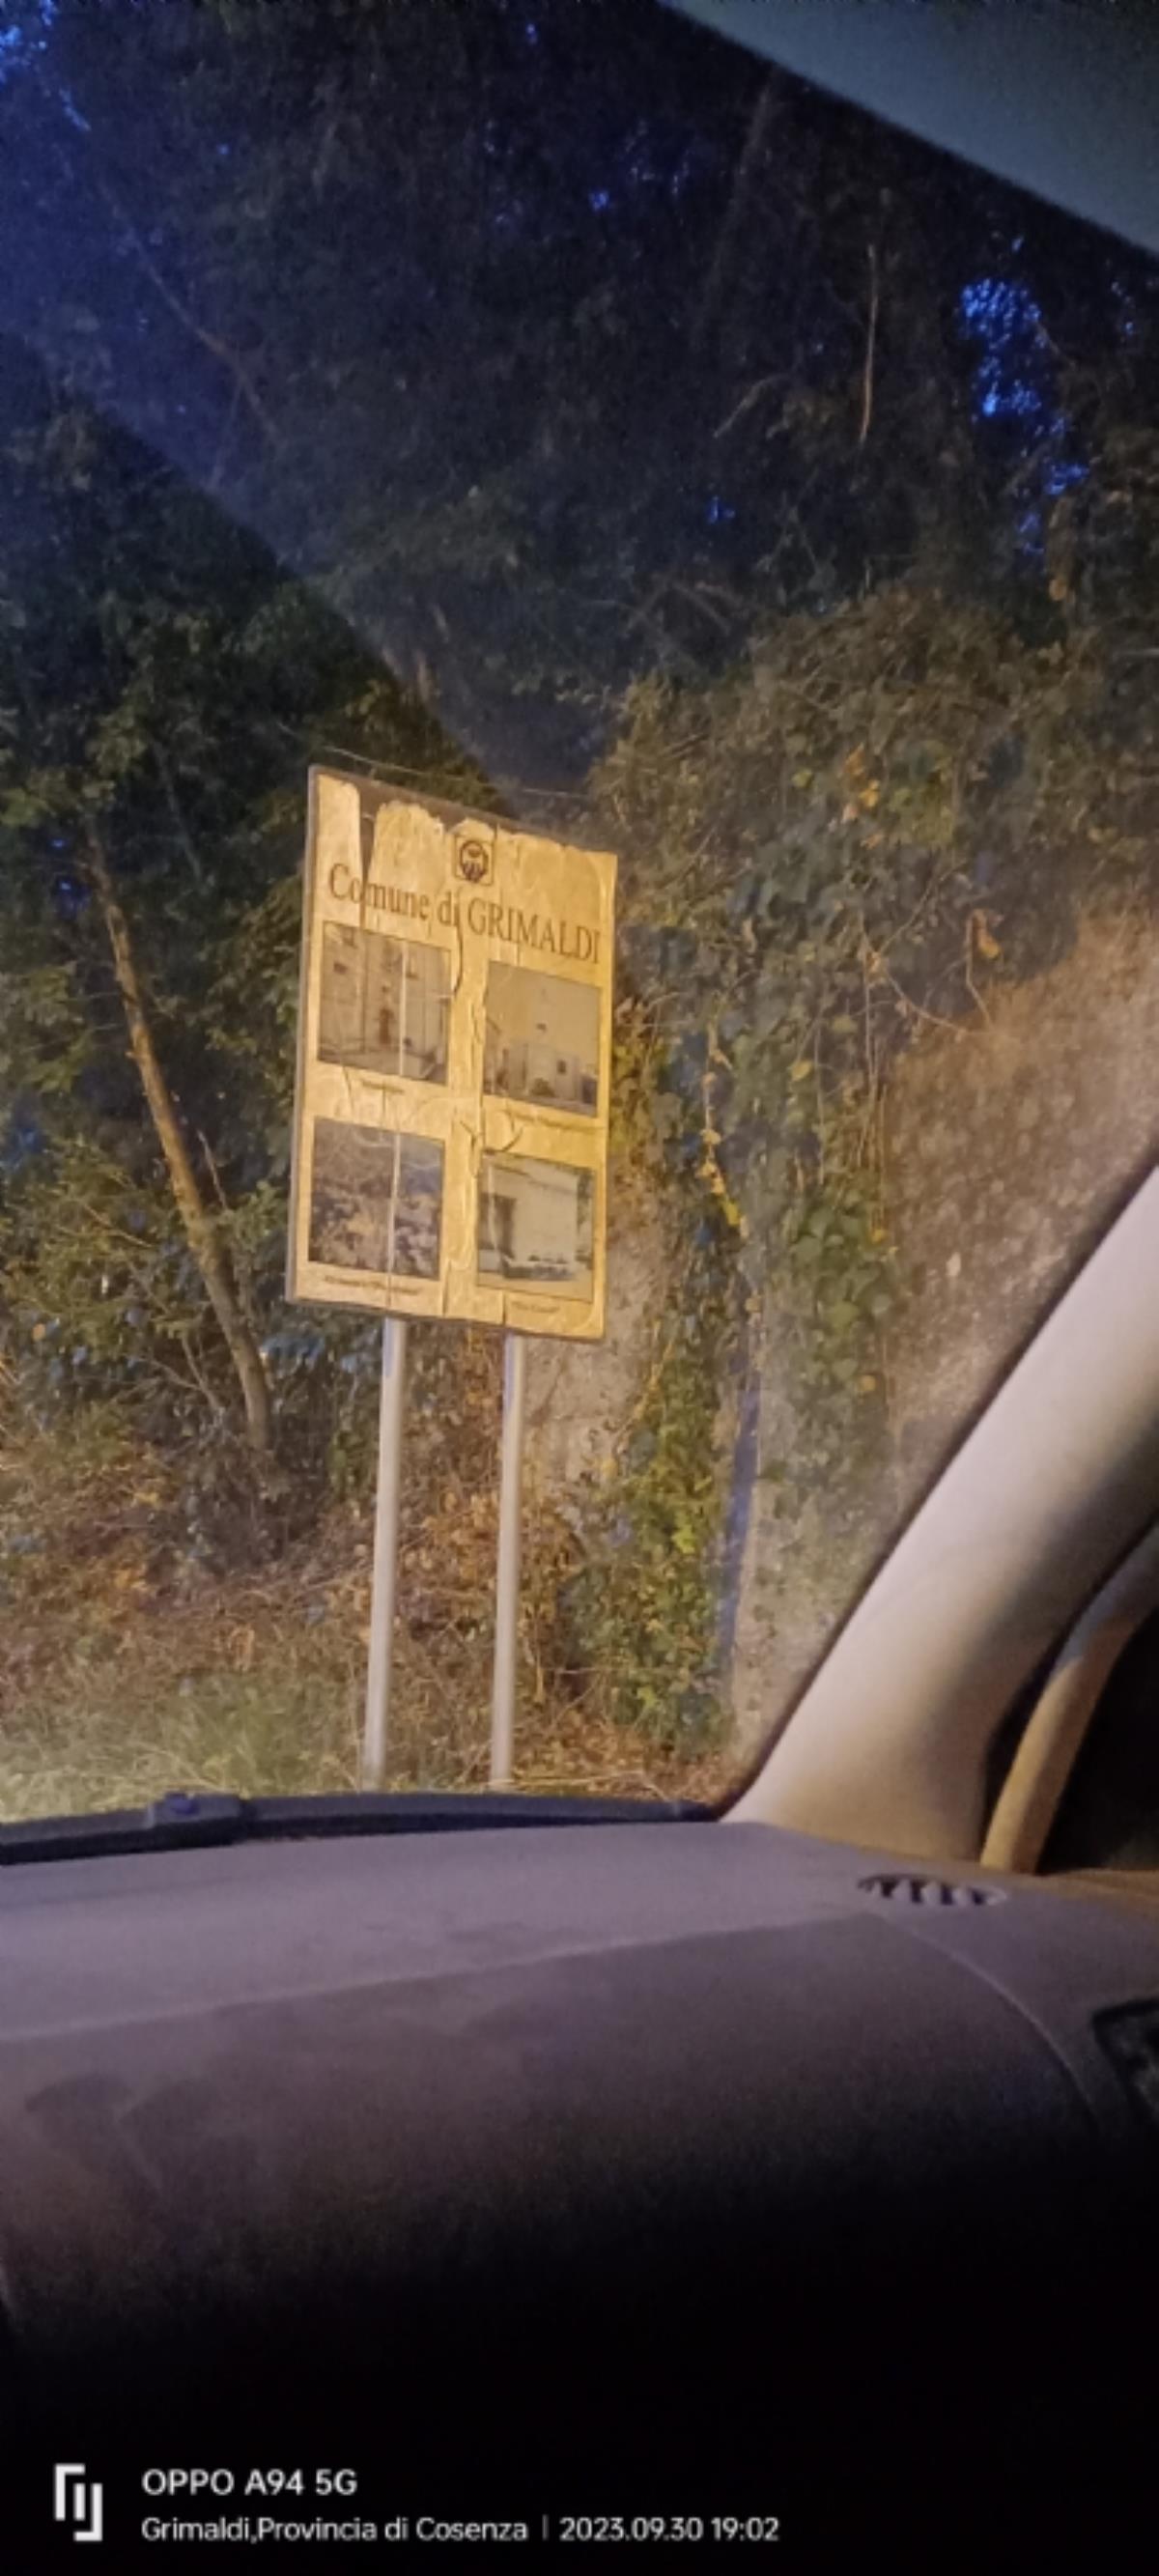 Comune di GRIMALDI
OPPO A94 5G
Grimaldi,Provincia di Cosenza | 2023.09.30 19:02